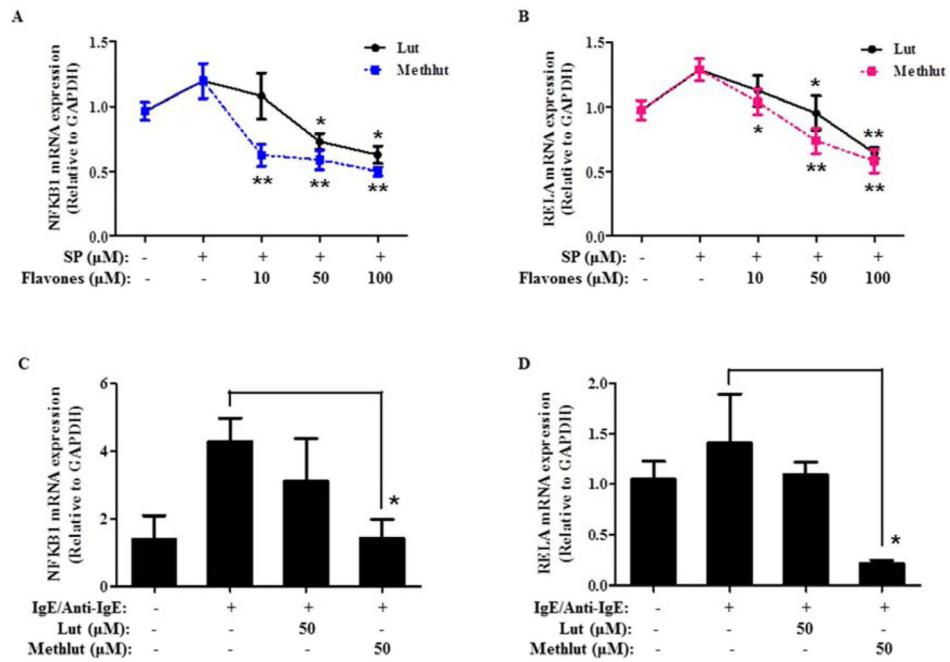 A
NFKB1 mRNA expression
(Relative to GAPDH)
1.5
1.0
0.5
0.0
Lut
Methlut
* *
** ** **
SP (µM): - + + + +
Flavones (µM): - - 10 50 100
B
RELA mRNA expression
(Relative to GAPDH)
1.5
1.0
0.5
0.0
Lut
Methlut
* **
* ** **
SP (µM): - + + + +
Flavones (µM): - - 10 50 100
C
NFKB1 mRNA expression
(Relative to GAPDH)
6
4
2
0
*
IgE/Anti-IgE: - + + +
Lut (µM): - - 50 -
Methlut (µM): - - - 50
D
RELA mRNA expression
(Relative to GAPDH)
2.0
1.5
1.0
0.5
0.0
*
IgE/Anti-IgE: - + + +
Lut (µM): - - 50 -
Methlut (µM): - - - 50